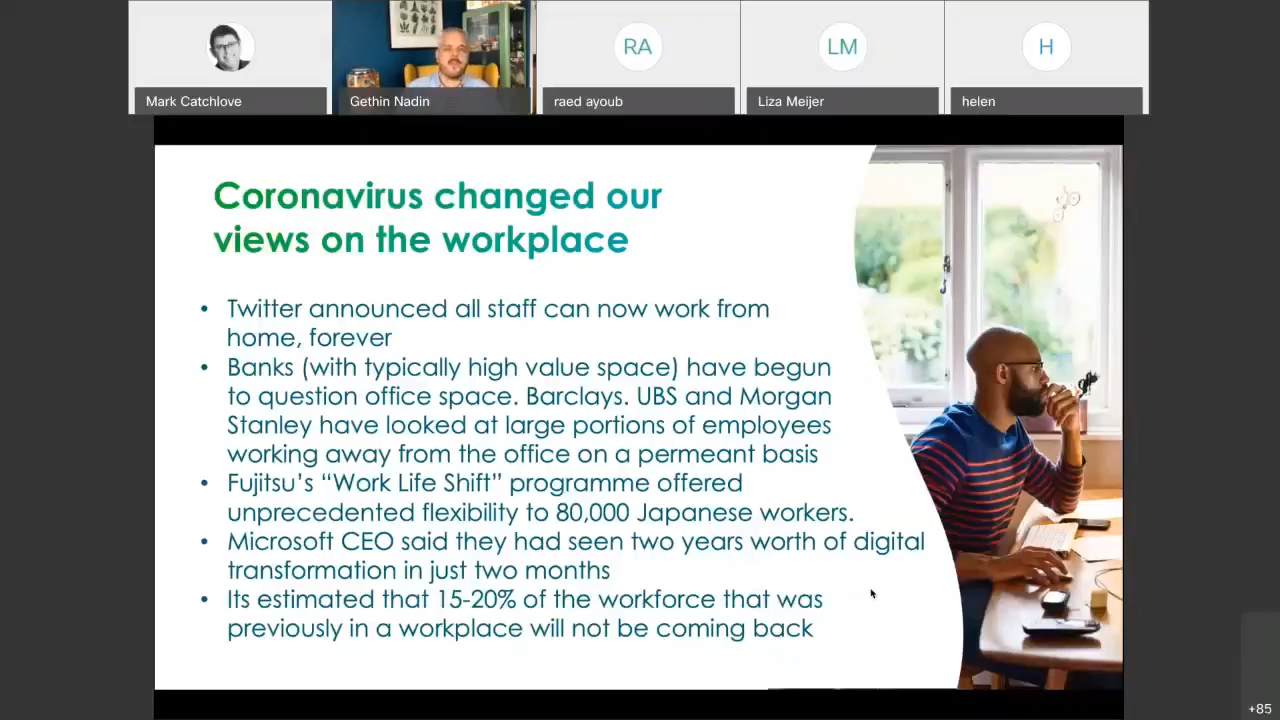 RA
LM
H
Mark Catchlove
Gethin Nadin
raed ayoub
Liza Meijer
helen
Coronavirus changed our
views on the workplace
• Twitter announced all staff can now work from
home, forever
• Banks (with typically high value space) have begun
to question office space. Barclays. UBS and Morgan
Stanley have looked at large portions of employees
working away from the office on a permeant basis
• Fujitsu’s “Work Life Shift” programme offered
unprecedented flexibility to 80,000 Japanese workers.
• Microsoft CEO said they had seen two years worth of digital
transformation in just two months
• Its estimated that 15-20% of the workforce that was
previously in a workplace will not be coming back
+85